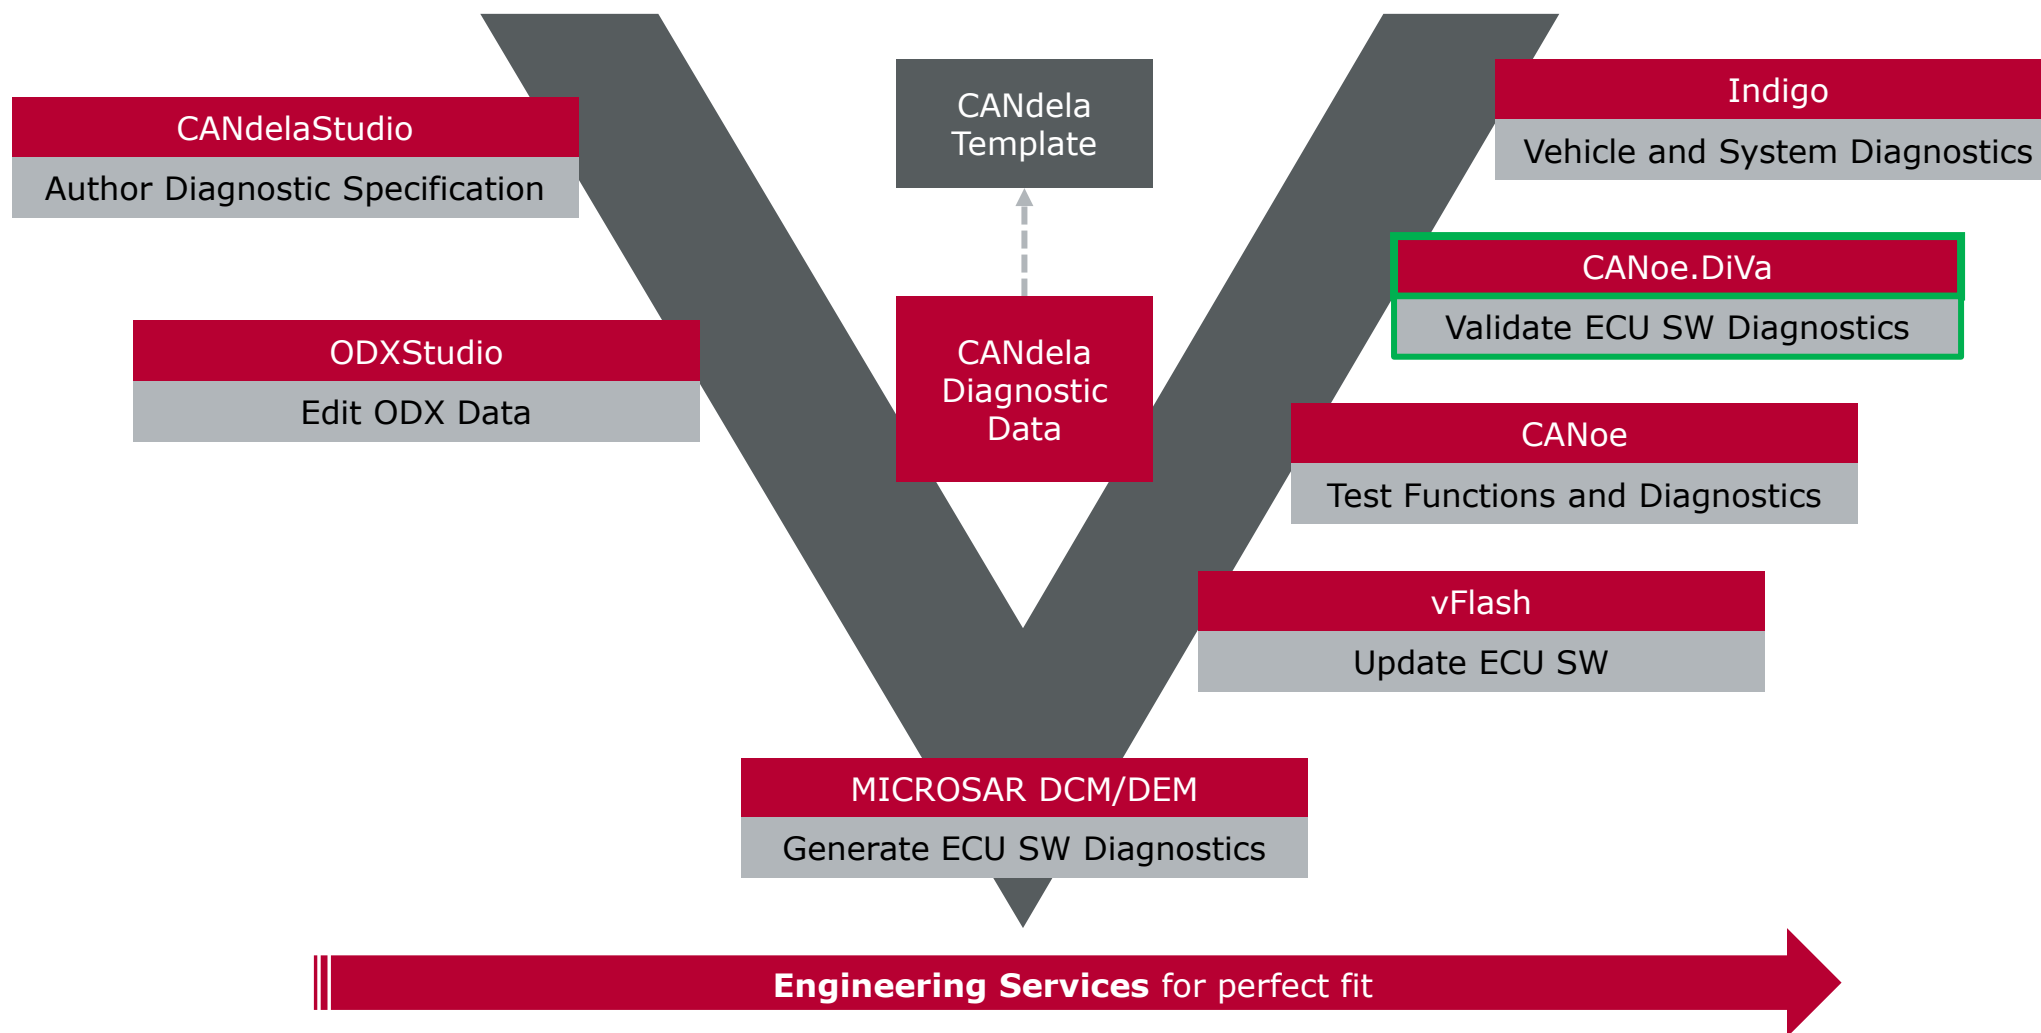 CANdelaStudio
Author Diagnostic Specification
ODXStudio
Edit ODX Data
CANdela
Template
CANdela
Diagnostic
Data
Indigo
Vehicle and System Diagnostics
CANoe.DiVa
Validate ECU SW Diagnostics
CANoe
Test Functions and Diagnostics
vFlash
Update ECU SW
MICROSAR DCM/DEM
Generate ECU SW Diagnostics
Engineering Services for perfect fit